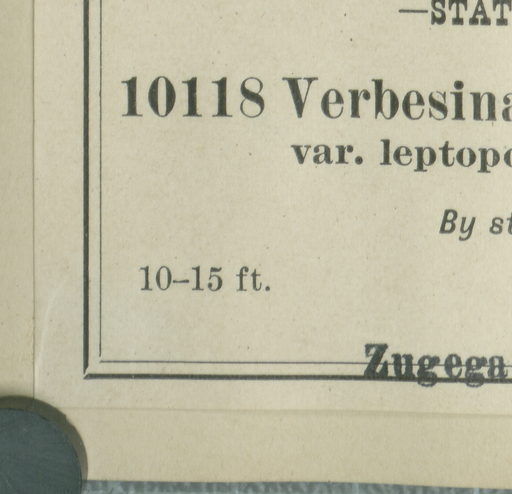 —STAT
10118 Verbesina
var. leptopo
By st
10–15 ft.
Zugega